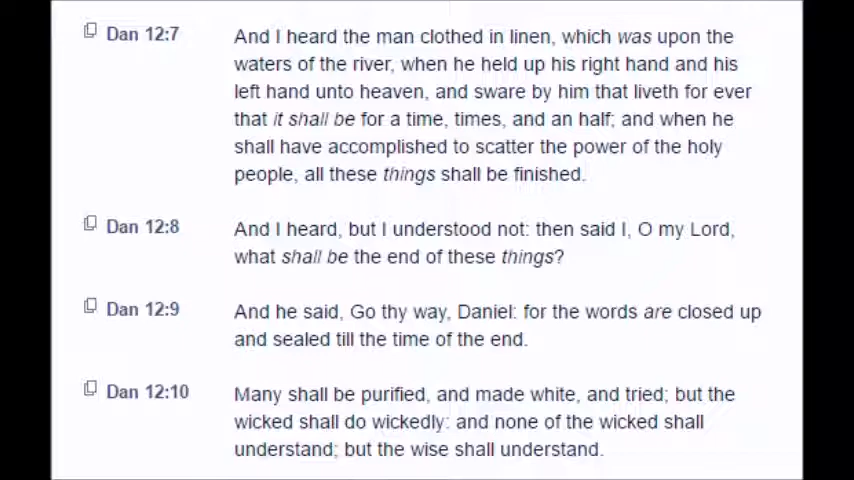 Dan 12:7 And I heard the man clothed in linen, which was upon the
waters of the river, when he held up his right hand and his
left hand unto heaven, and sware by him that liveth for ever
that it shall be for a time, times, and an half; and when he
shall have accomplished to scatter the power of the holy
people, all these things shall be finished.
Dan 12:8 And I heard, but I understood not: then said I, O my Lord,
what shall be the end of these things?
Dan 12:9 And he said, Go thy way, Daniel: for the words are closed up
and sealed till the time of the end.
Dan 12:10 Many shall be purified, and made white, and tried; but the
wicked shall do wickedly: and none of the wicked shall
understand; but the wise shall understand.